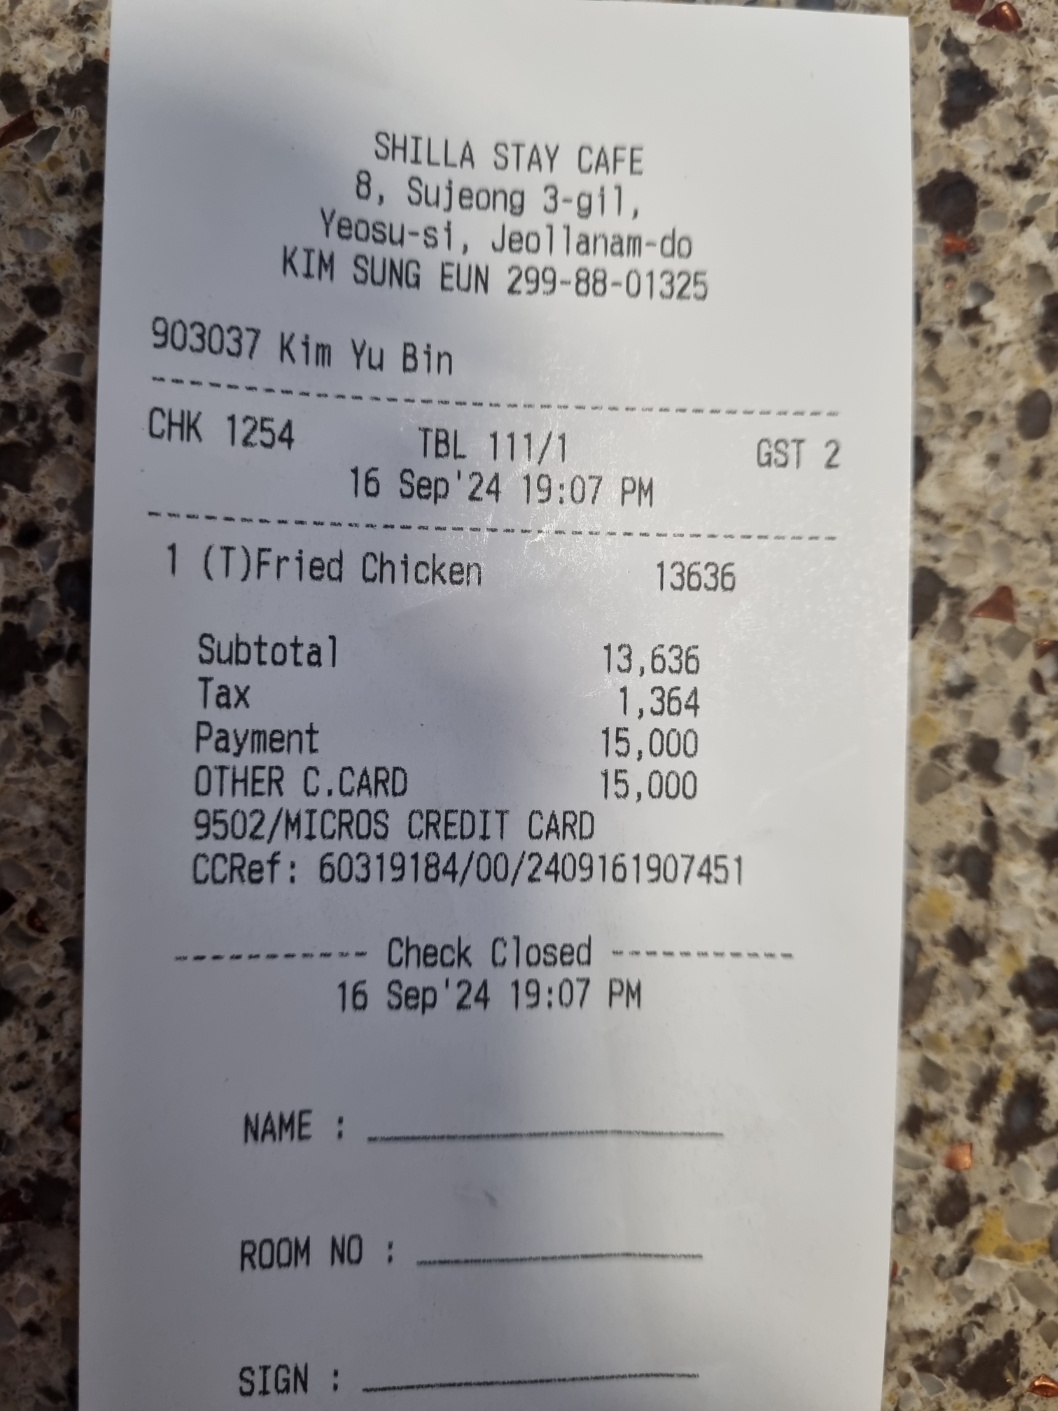 SHILLA STAY CAFE
8, Sujeong 3-gil,
Yeosu-si, Jeollanam-do
KIM SUNG EUN 299-88-01325
903037 Kim Yu Bin
CHK 1254 TBL 111/1 GST 2
16 Sep'24 19:07 PM
1 (T)Fried Chicken 13636
Subtotal 13,636
Tax 1,364
Payment 15,000
OTHER C.CARD 15,000
9502/MICROS CREDIT CARD
CCRef: 60319184/00/2409161907451
----------- Check Closed -----------
16 Sep'24 19:07 PM
NAME : ____________________
ROOM NO : ________________
SIGN : ___________________